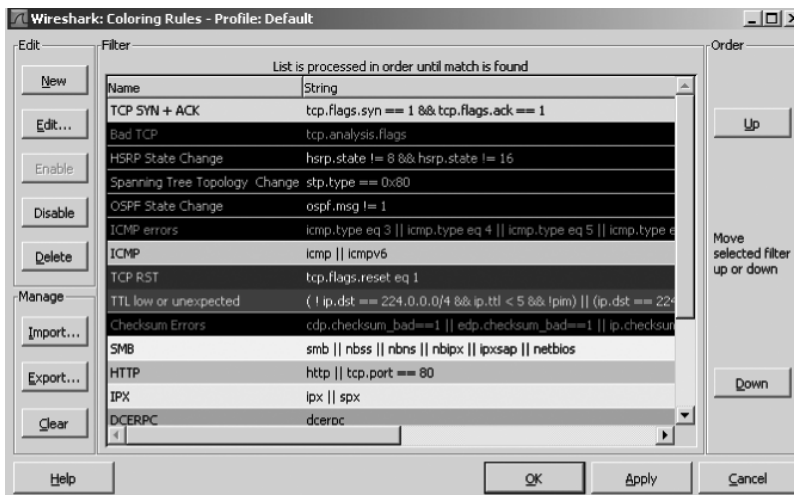 Wireshark: Coloring Rules - Profile: Default
Edit
Filter
Order
List is processed in order until match is found
New
Edit...
Enable
Disable
Delete
Manage
Import...
Export...
Clear
Name String
TCP SYN + ACK tcp.flags.syn == 1 && tcp.flags.ack == 1
Bad TCP tcp.analysis.flags
HSRP State Change hsrp.state != 8 && hsrp.state != 16
Spanning Tree Topology Change stp.type == 0x80
OSPF State Change ospf.msg != 1
ICMP errors icmp.type eq 3 || icmp.type eq 4 || icmp.type eq 5 || icmp.type e
ICMP icmp || icmpv6
TCP RST tcp.flags.reset eq 1
TTL low or unexpected ( ! ip.dst == 224.0.0.0/4 && ip.ttl < 5 && !pim) || (ip.dst == 224
Checksum Errors cdp.checksum_bad==1 || edp.checksum_bad==1 || ip.checksum
SMB smb || nbss || nbns || nbipx || ipxsap || netbios
HTTP http || tcp.port == 80
IPX ipx || spx
DCERPC dcerpc
Up
Move
selected filter
up or down
Down
Help
OK
Apply
Cancel